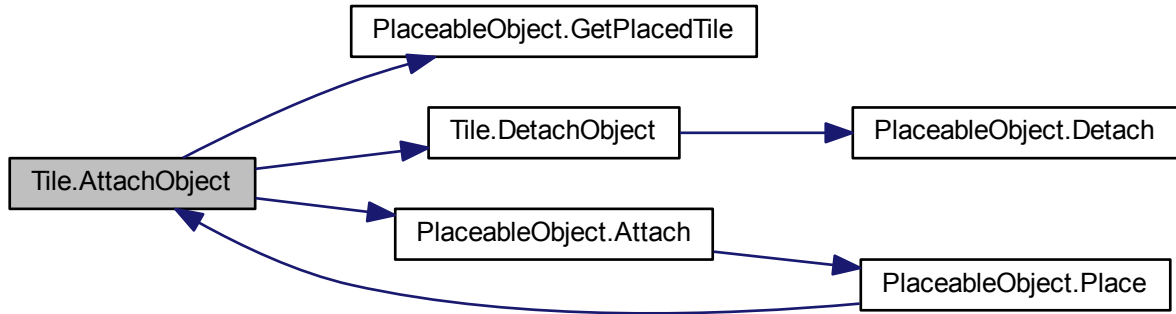 PlaceableObject.GetPlacedTile
Tile.DetachObject
PlaceableObject.Detach
Tile.AttachObject
PlaceableObject.Attach
PlaceableObject.Place